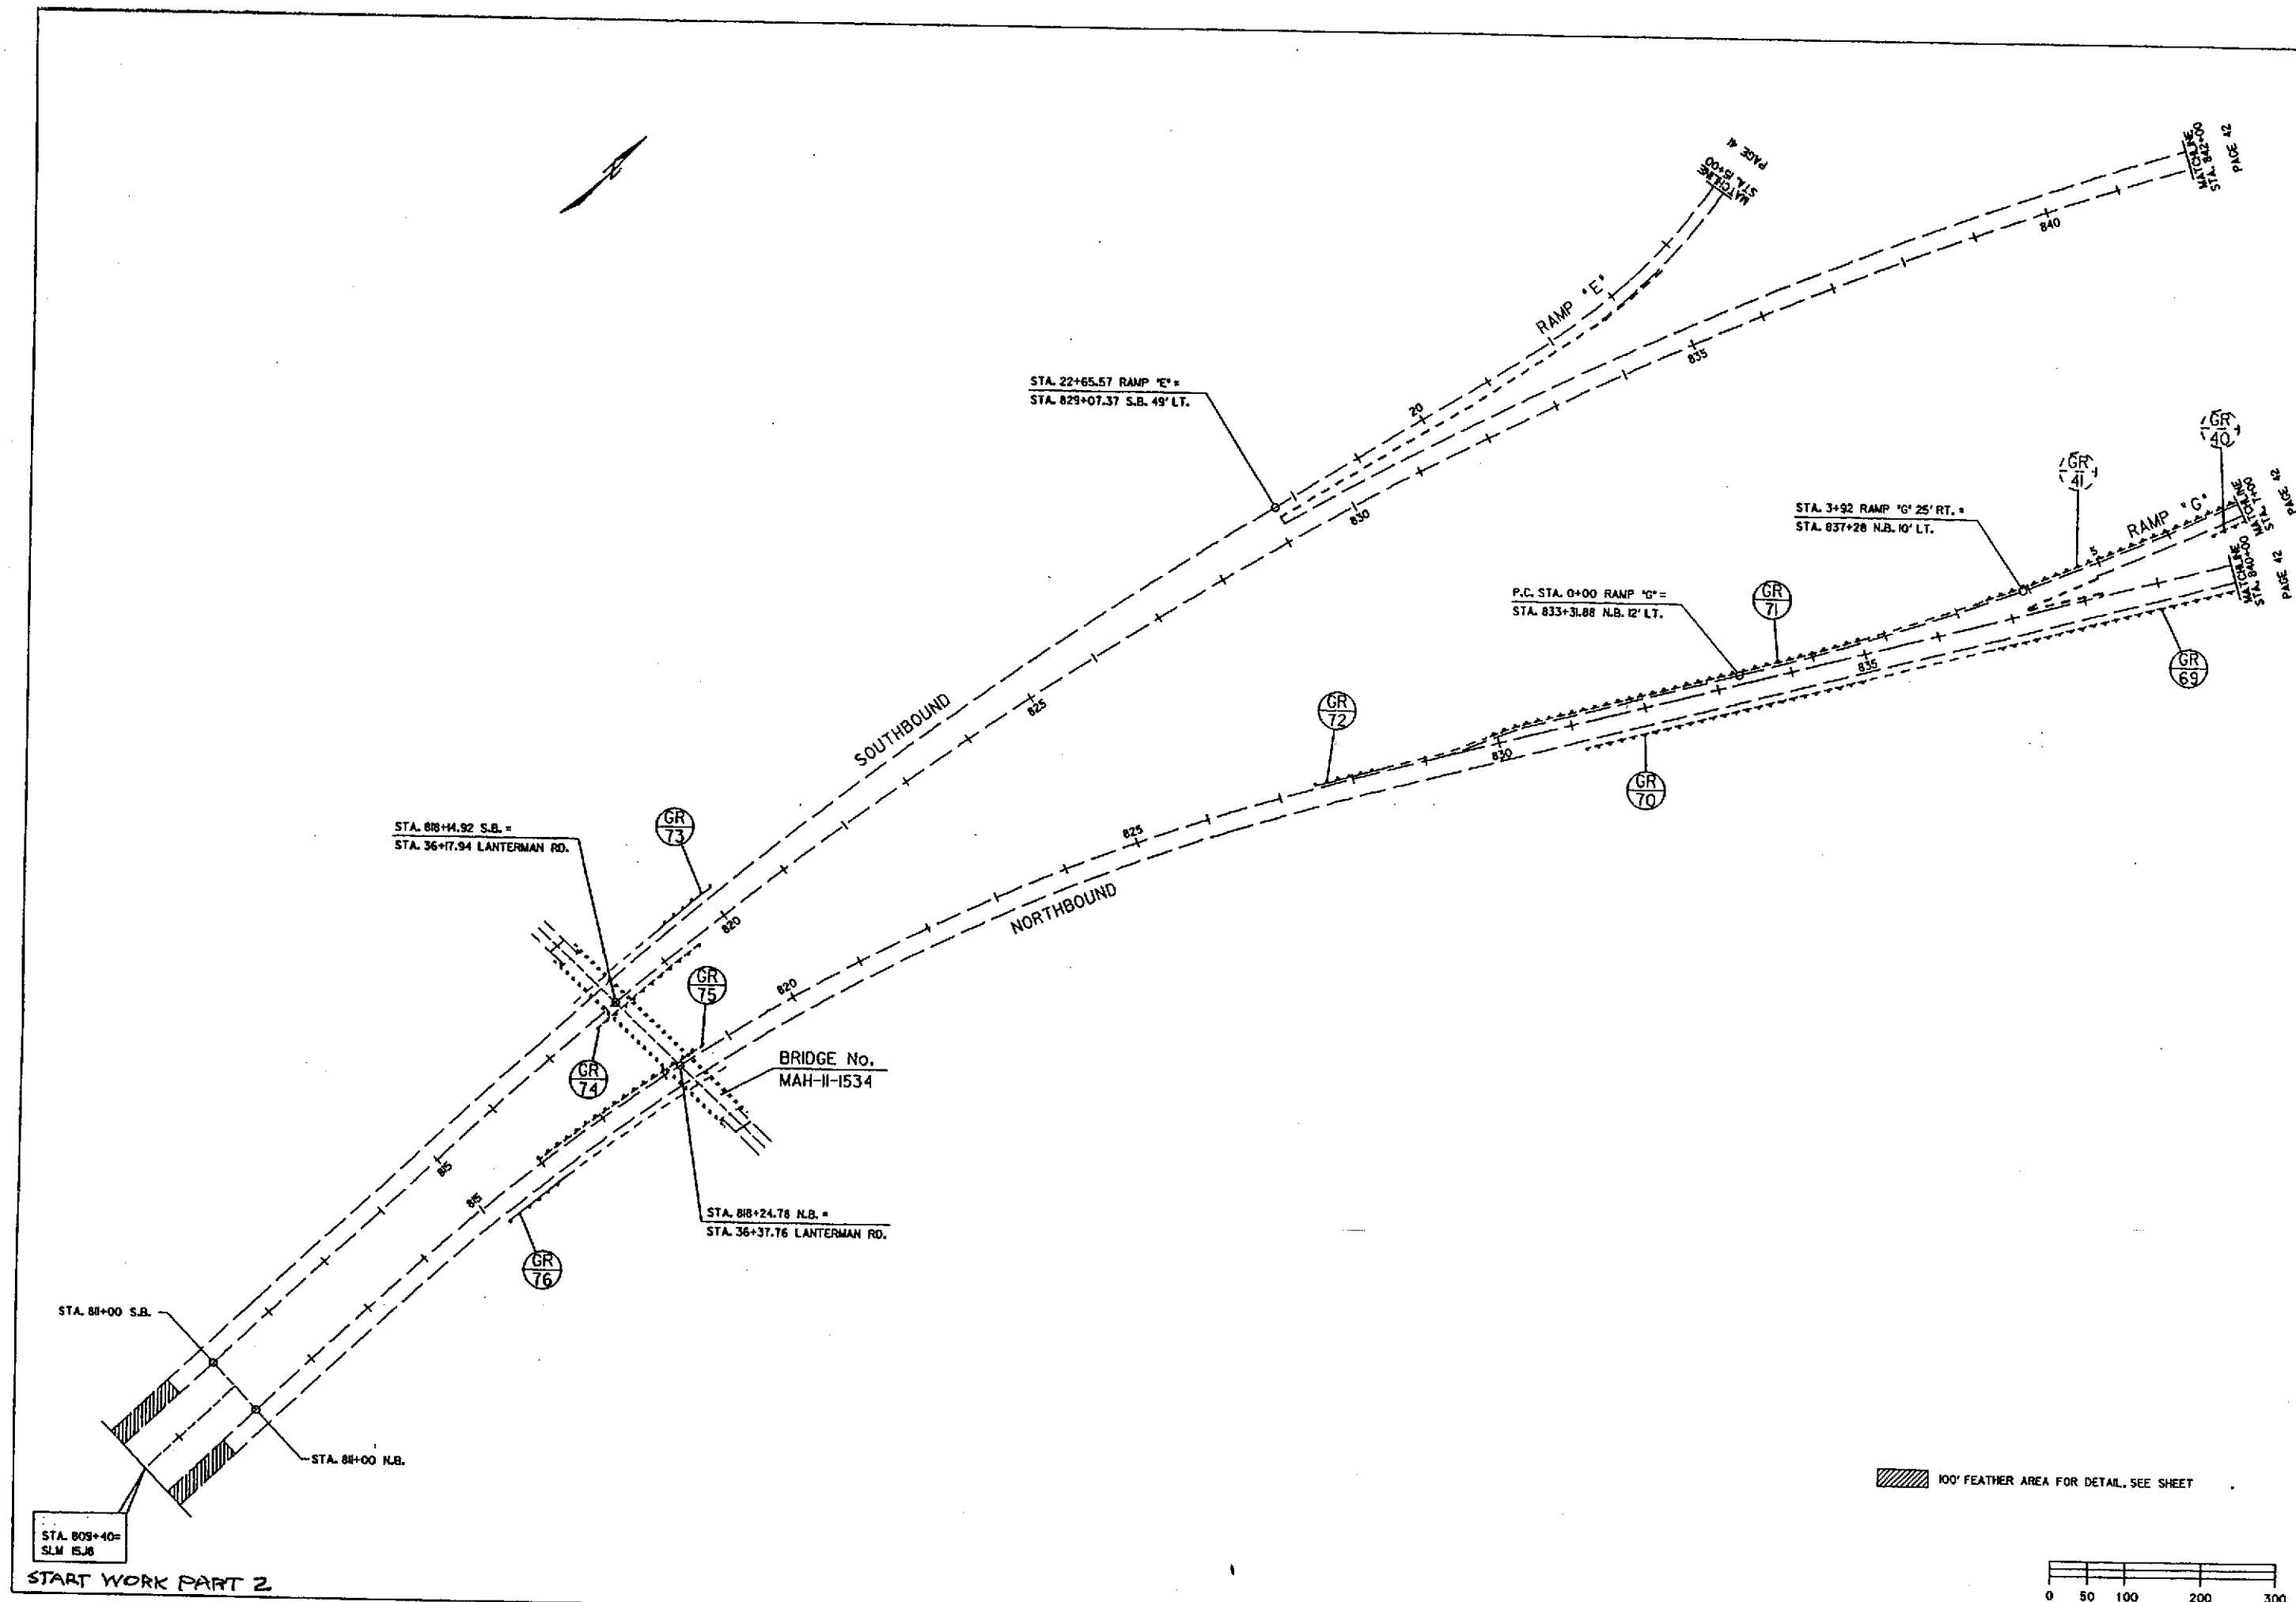 N
MATCHLINE
STA. 15+00
PAGE 41
MATCHLINE
STA. 842+00
PAGE 42
840
RAMP "E"
835
STA. 22+65.57 RAMP "E" =
STA. 829+07.37 S.B. 49' LT.
20
830
GR
40
GR
41
STA. 3+92 RAMP "G" 25' RT. =
STA. 837+28 N.B. 10' LT.
RAMP "G"
5
MATCHLINE
STA. 7+00
PAGE 42
MATCHLINE
STA. 840+00
PAGE 42
P.C. STA. 0+00 RAMP "G" =
STA. 833+31.88 N.B. 12' LT.
GR
71
835
GR
69
SOUTHBOUND
825
GR
72
830
GR
70
STA. 818+14.92 S.B. =
STA. 36+17.94 LANTERMAN RD.
GR
73
825
820
NORTHBOUND
GR
75
820
GR
74
BRIDGE No.
MAH-11-1534
815
815
STA. 818+24.78 N.B. =
STA. 36+37.76 LANTERMAN RD.
GR
76
STA. 811+00 S.B.
STA. 811+00 N.B.
100' FEATHER AREA FOR DETAIL. SEE SHEET
STA. 809+40=
SLM 15.18
START WORK PART 2
0 50 100 200 300